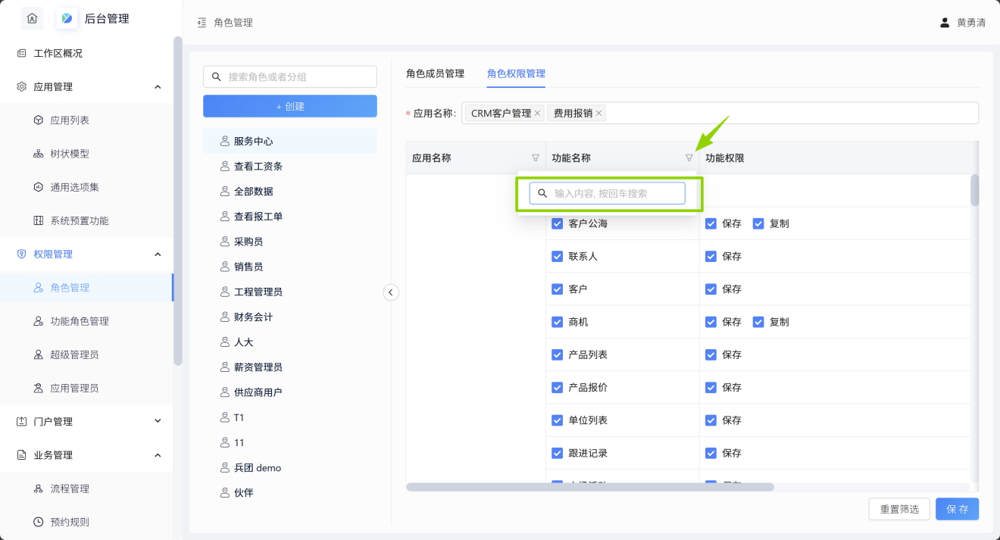 后台管理
工作区概况
应用管理
应用列表
树状模型
通用选项集
系统预置功能
权限管理
角色管理
功能角色管理
超级管理员
应用管理员
门户管理
业务管理
流程管理
预约规则
角色管理
黄勇清
搜索角色或者分组
+ 创建
服务中心
查看工资条
全部数据
查看报工单
采购员
销售员
工程管理员
财务会计
人大
薪资管理员
供应商用户
T1
11
兵团 demo
伙伴
角色成员管理 角色权限管理
* 应用名称: CRM客户管理 × 费用报销 ×
应用名称 功能名称 功能权限
输入内容, 按回车搜索
客户公海 保存 复制
联系人 保存
客户 保存
商机 保存 复制
产品列表 保存
产品报价 保存
单位列表 保存
跟进记录 保存
重置筛选 保 存